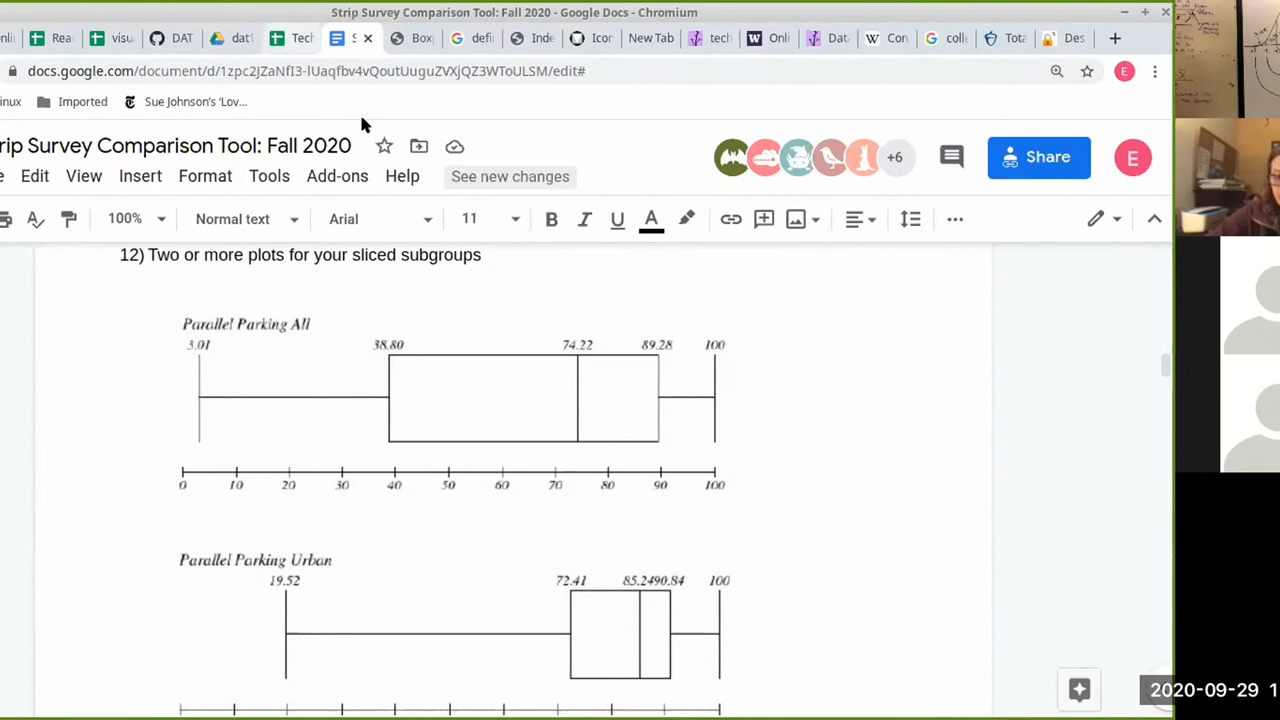 Strip Survey Comparison Tool: Fall 2020 - Google Docs - Chromium
Rea
visu
DAT
dat
Tech
S
Box
def
Inde
Icor
New Tab
tech
Onli
Dat
Cor
colle
Tota
Des
docs.google.com/document/d/1zpc2JZaNfI3-IUaqfbv4vQoutUuguZVXjQZ3WToULSM/edit#
inux
Imported
Sue Johnson's 'Lov...
rip Survey Comparison Tool: Fall 2020
+6
Share
E
Edit View Insert Format Tools Add-ons Help See new changes
100% Normal text Arial 11 B I U A
12) Two or more plots for your sliced subgroups
Parallel Parking All
3.01 38.80 74.22 89.28 100
0 10 20 30 40 50 60 70 80 90 100
Parallel Parking Urban
19.52 72.41 85.2490.84 100
2020-09-29 1